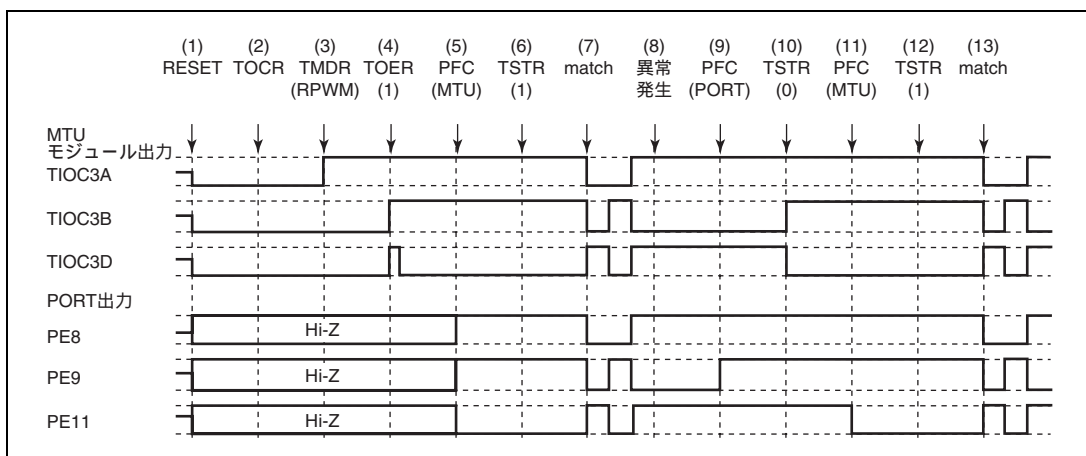 (1) (2) (3) (4) (5) (6) (7) (8) (9) (10) (11) (12) (13)
RESET TOCR TMDR TOER PFC TSTR match 異常 PFC TSTR PFC TSTR match
(RPWM) (1) (MTU) (1) 発生 (PORT) (0) (MTU) (1)
MTU
モジュール出力
TIOC3A
TIOC3B
TIOC3D
PORT出力
PE8 Hi-Z
PE9 Hi-Z
PE11 Hi-Z